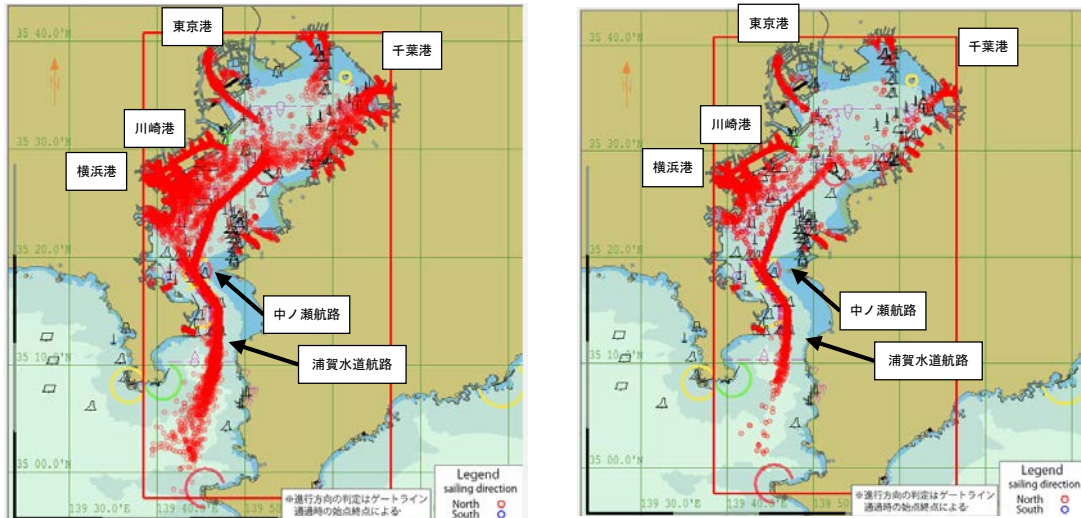 東京港
千葉港
川崎港
横浜港
中ノ瀬航路
浦賀水道航路
35 40.0'N
35 30.0'N
35 20.0'N
35 10.0'N
35 00.0'N
139 30.0'E
139 40.0'E
139 50
N
※進行方向の判定はゲートライン
通過時の始点終点による
Legend
sailing direction
North
South
東京港
千葉港
川崎港
横浜港
中ノ瀬航路
浦賀水道航路
35 40.0'N
35 30.0'N
35 20.0'N
35 10.0'N
35 00.0'N
139 30.0'E
139 40.0'E
139 50
N
※進行方向の判定はゲートライン
通過時の始点終点による
Legend
sailing direction
North
South